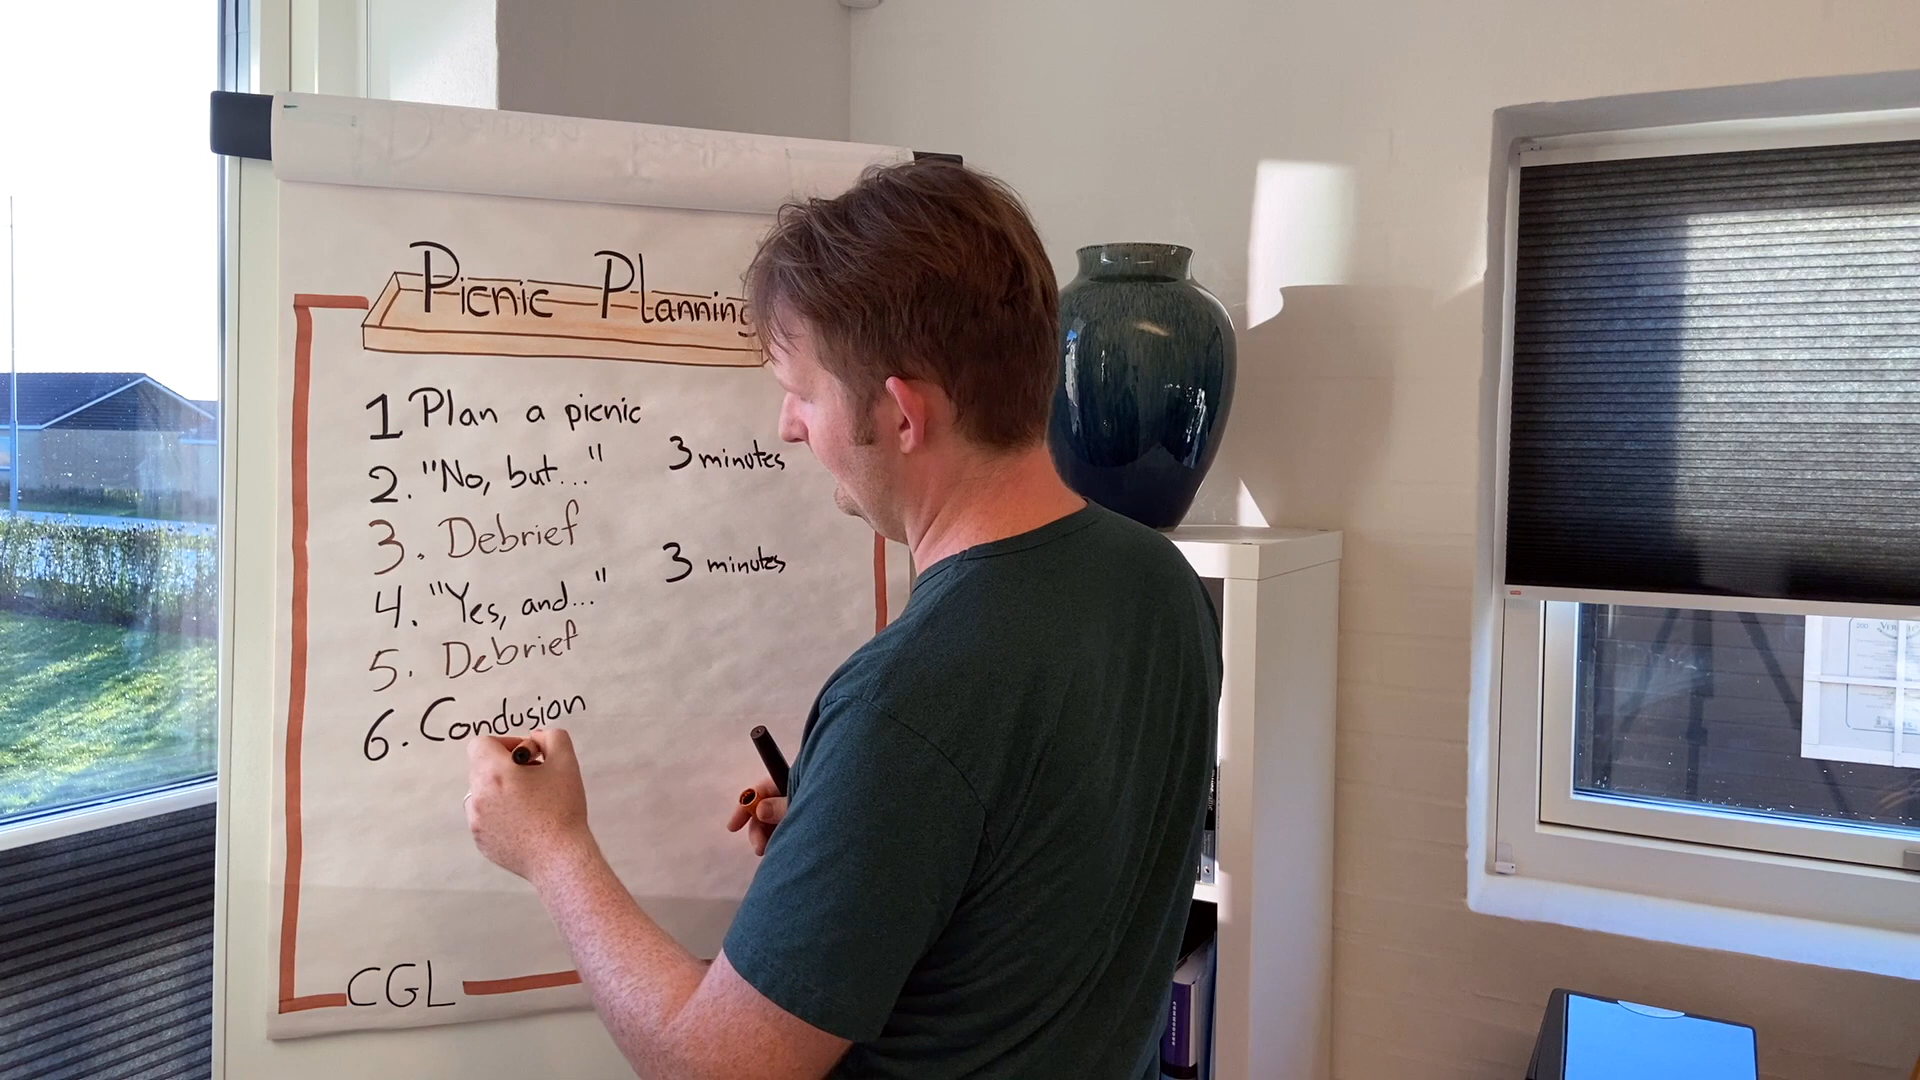 Picnic Planning
1 Plan a picnic
2. "No, but..." 3 minutes
3. Debrief
4. "Yes, and..." 3 minutes
5. Debrief
6. Conclusion
CGL